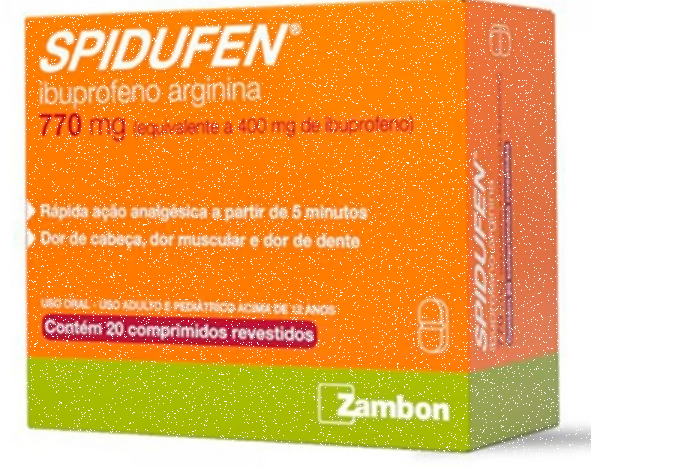 SPIDUFEN®
ibuprofeno arginina
770 mg (equivalente a 400 mg de ibuprofeno)
Rápida ação analgésica a partir de 5 minutos
Dor de cabeça, dor muscular e dor de dente
USO ORAL - USO ADULTO E PEDIÁTRICO ACIMA DE 12 ANOS
Contém 20 comprimidos revestidos
Zambon
SPIDUFEN